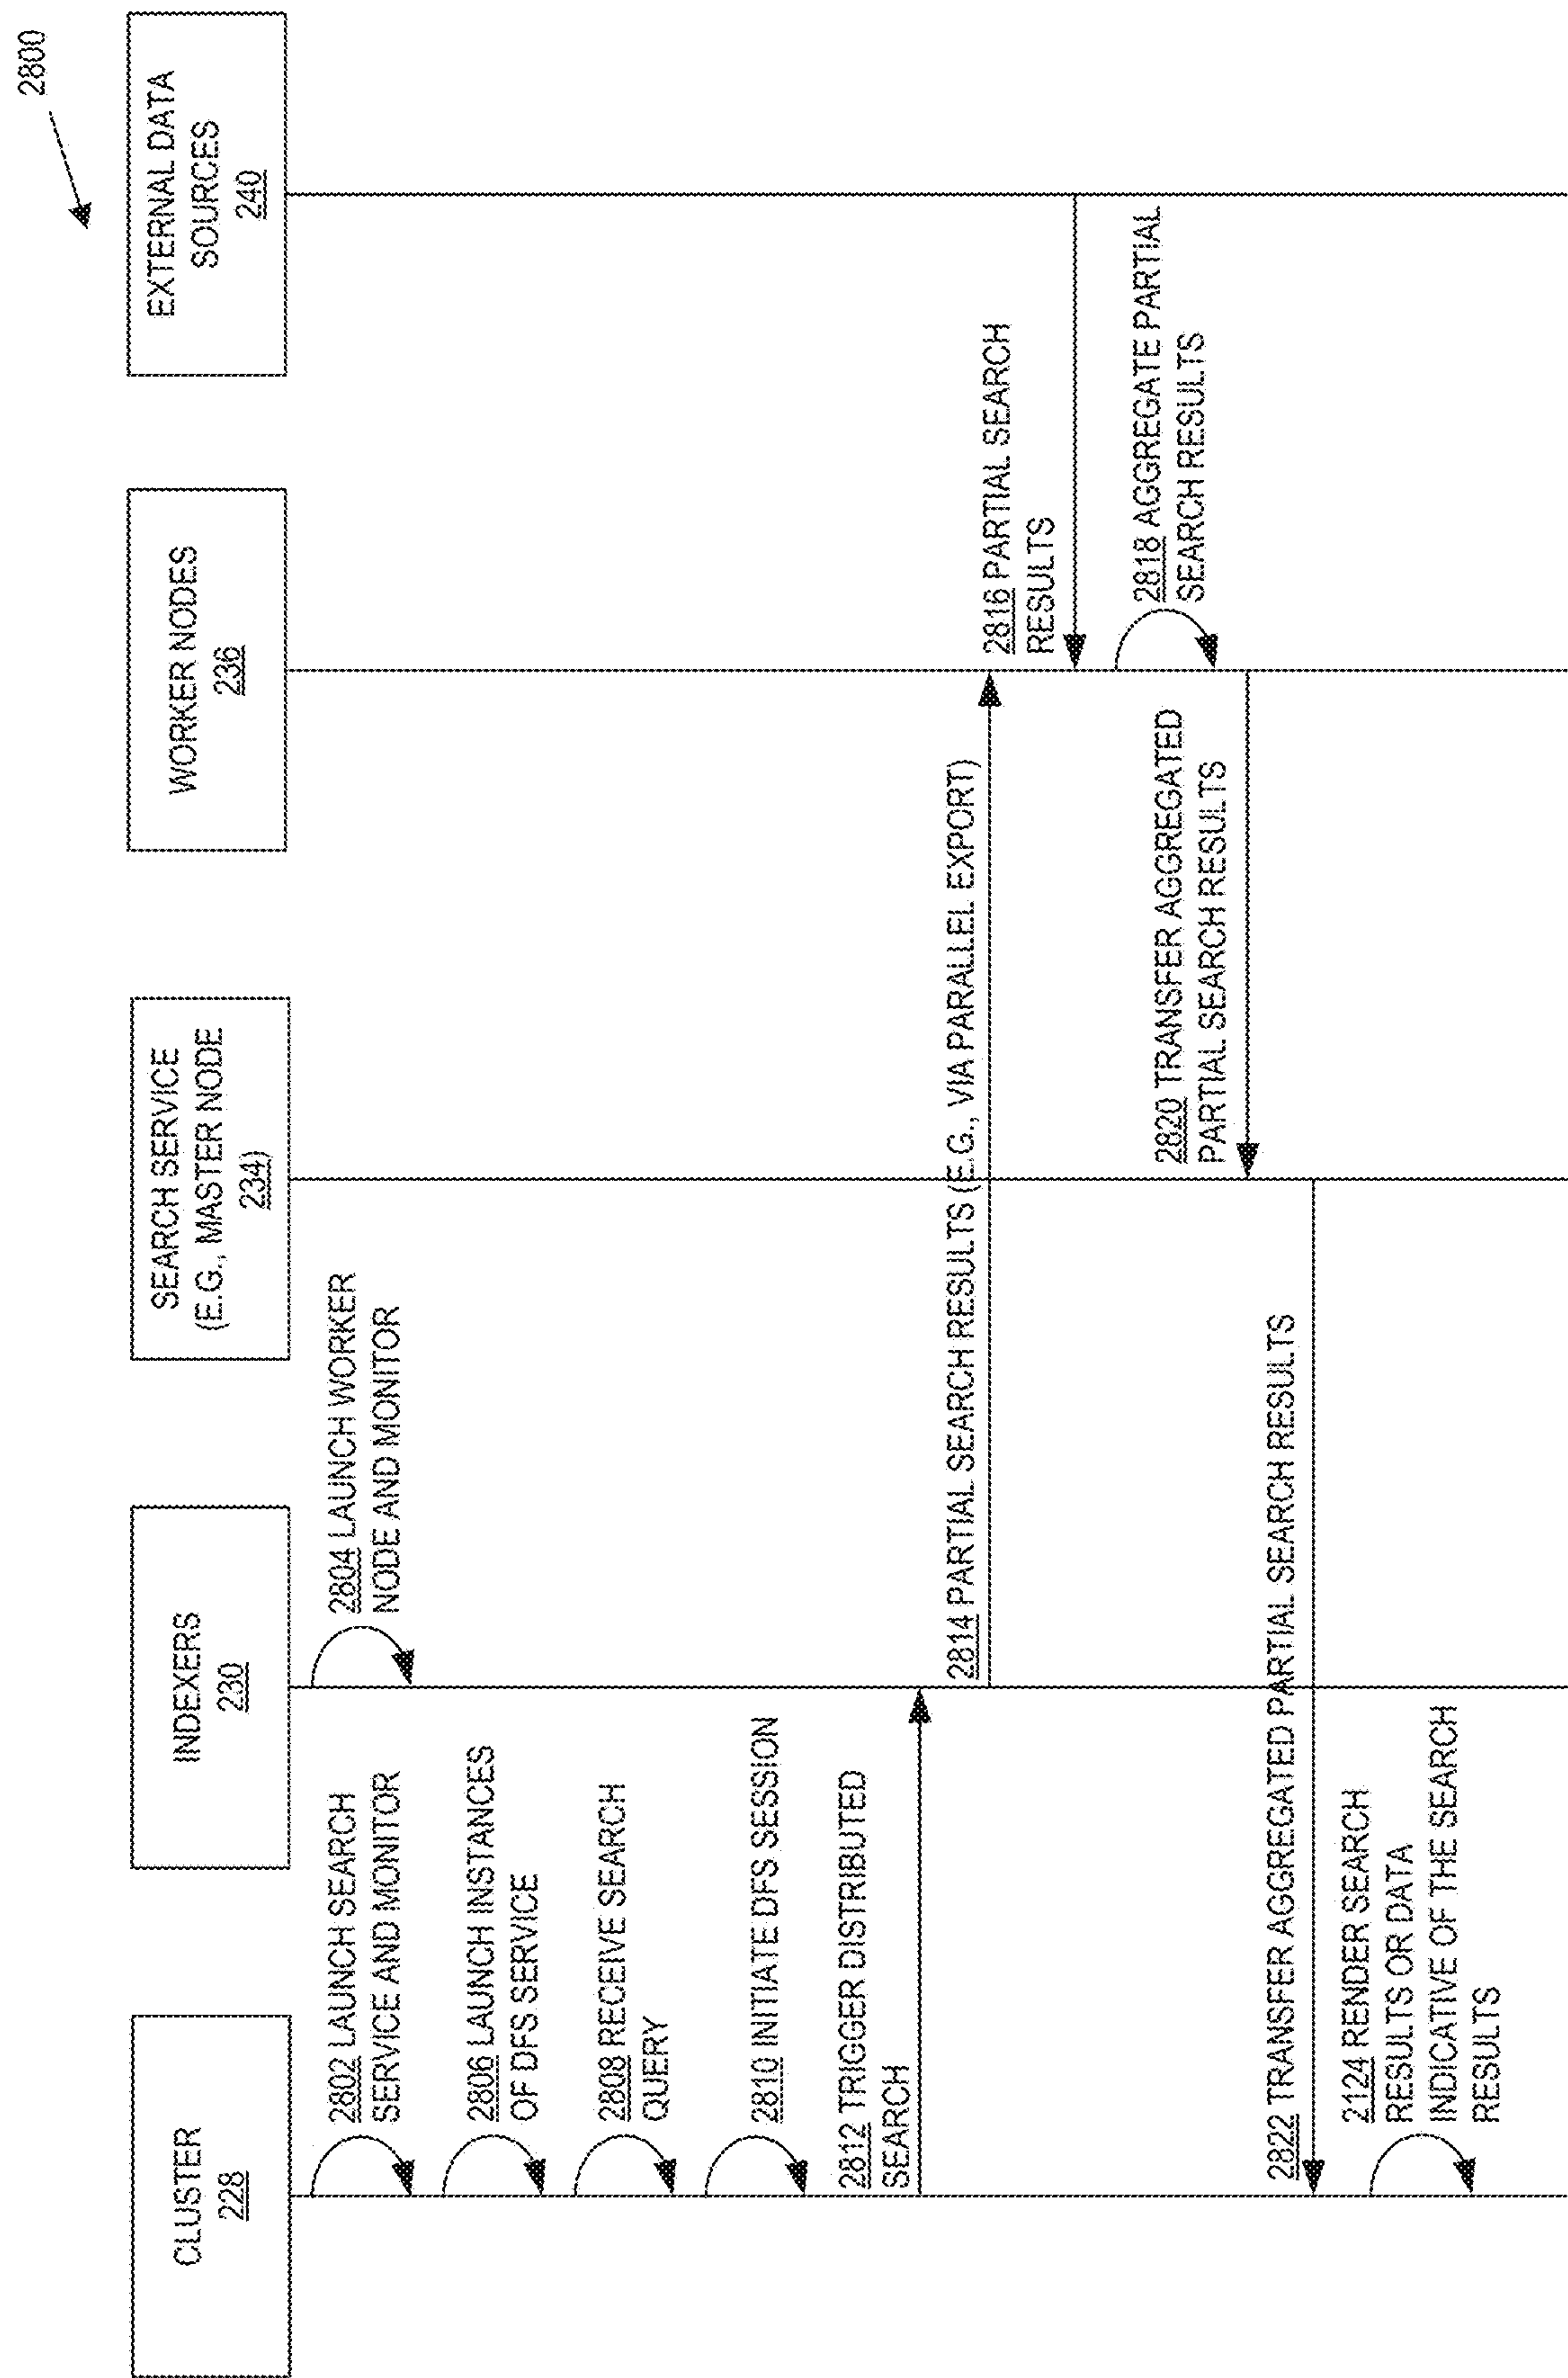 2800
CLUSTER
228
INDEXERS
230
SEARCH SERVICE
(E.G., MASTER NODE
234)
WORKER NODES
236
EXTERNAL DATA
SOURCES
240
2802 LAUNCH SEARCH
SERVICE AND MONITOR
2804 LAUNCH WORKER
NODE AND MONITOR
2806 LAUNCH INSTANCES
OF DFS SERVICE
2808 RECEIVE SEARCH
QUERY
2810 INITIATE DFS SESSION
2812 TRIGGER DISTRIBUTED
SEARCH
2814 PARTIAL SEARCH RESULTS (E.G., VIA PARALLEL EXPORT)
2816 PARTIAL SEARCH
RESULTS
2818 AGGREGATE PARTIAL
SEARCH RESULTS
2820 TRANSFER AGGREGATED
PARTIAL SEARCH RESULTS
2822 TRANSFER AGGREGATED PARTIAL SEARCH RESULTS
2124 RENDER SEARCH
RESULTS OR DATA
INDICATIVE OF THE SEARCH
RESULTS